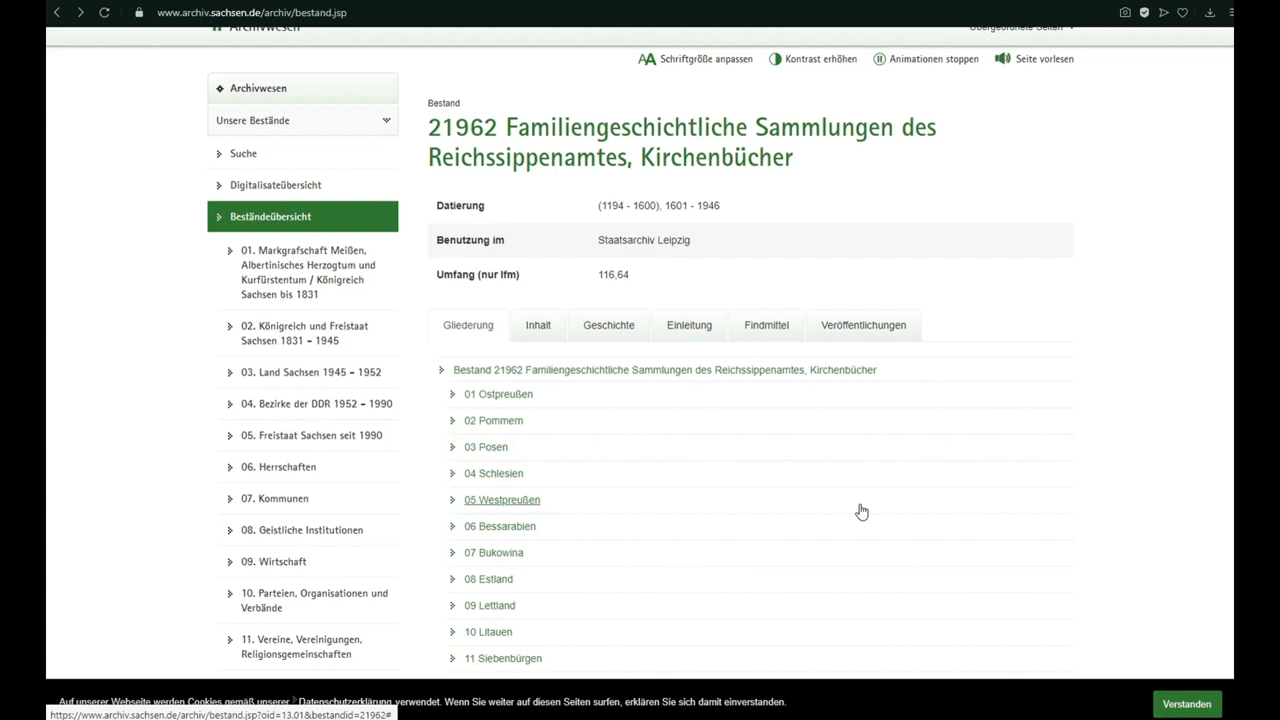 www.archiv.sachsen.de/archiv/bestand.jsp
Archivwesen
Übergeordnete Seiten
Schriftgröße anpassen
Kontrast erhöhen
Animationen stoppen
Seite vorlesen
Archivwesen
Unsere Bestände
Suche
Digitalisateübersicht
Beständeübersicht
01. Markgrafschaft Meißen,
Albertinisches Herzogtum und
Kurfürstentum / Königreich
Sachsen bis 1831
02. Königreich und Freistaat
Sachsen 1831 – 1945
03. Land Sachsen 1945 – 1952
04. Bezirke der DDR 1952 – 1990
05. Freistaat Sachsen seit 1990
06. Herrschaften
07. Kommunen
08. Geistliche Institutionen
09. Wirtschaft
10. Parteien, Organisationen und
Verbände
11. Vereine, Vereinigungen,
Religionsgemeinschaften
Bestand
21962 Familiengeschichtliche Sammlungen des
Reichssippenamtes, Kirchenbücher
Datierung (1194 - 1600), 1601 - 1946
Benutzung im Staatsarchiv Leipzig
Umfang (nur lfm) 116,64
Gliederung Inhalt Geschichte Einleitung Findmittel Veröffentlichungen
Bestand 21962 Familiengeschichtliche Sammlungen des Reichssippenamtes, Kirchenbücher
01 Ostpreußen
02 Pommern
03 Posen
04 Schlesien
05 Westpreußen
06 Bessarabien
07 Bukowina
08 Estland
09 Lettland
10 Litauen
11 Siebenbürgen
Auf unserer Webseite werden Cookies gemäß unserer Datenschutzerklärung verwendet. Wenn Sie weiter auf diesen Seiten surfen, erklären Sie sich damit einverstanden.
Verstanden
https://www.archiv.sachsen.de/archiv/bestand.jsp?oid=13.01&bestandid=21962#